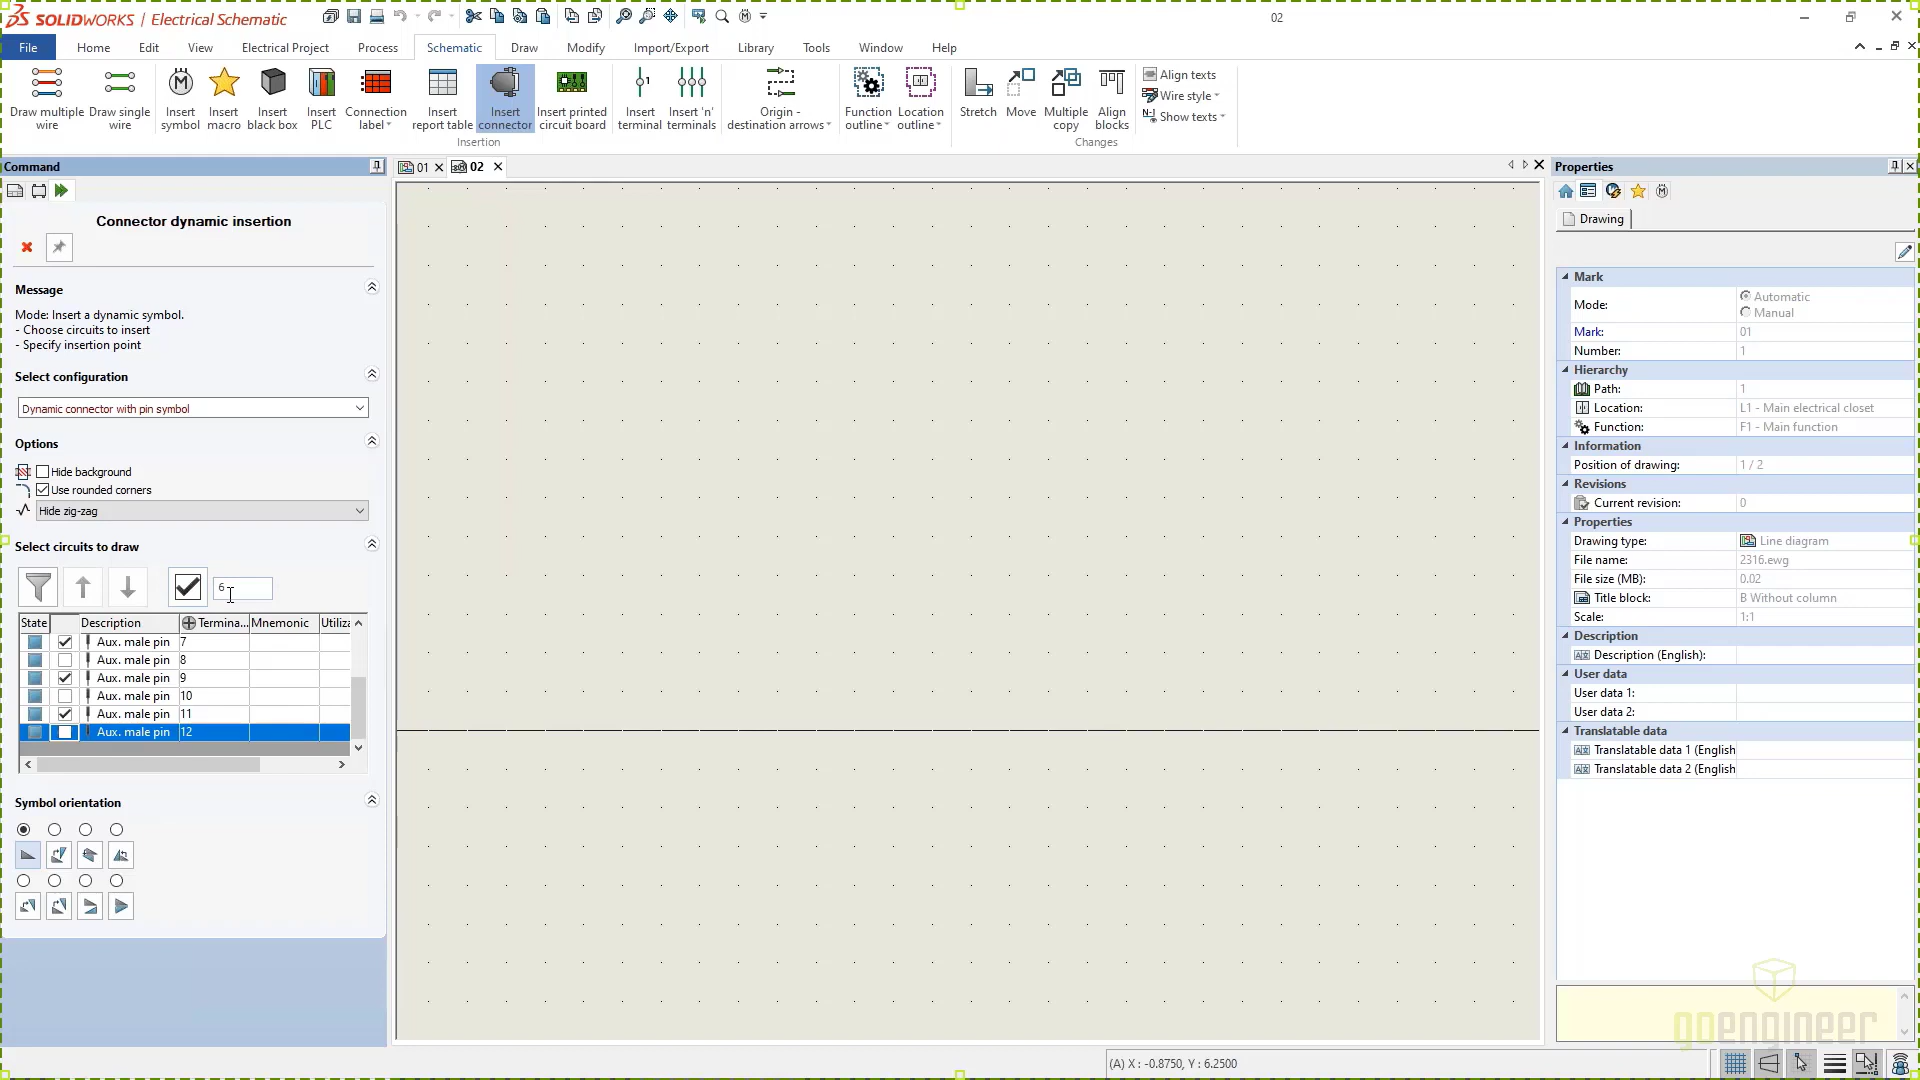 SOLIDWORKS | Electrical Schematic
02
File Home Edit View Electrical Project Process Schematic Draw Modify Import/Export Library Tools Window Help
Draw multiple wire
Draw single wire
Insert symbol
Insert macro
Insert black box
Insert PLC
Connection label
Insert report table
Insert connector
Insert printed circuit board
Insert terminal
Insert 'n' terminals
Origin - destination arrows
Function outline
Location outline
Stretch
Move
Multiple copy
Align blocks
Align texts
Wire style
Show texts
Insertion
Changes
Command
01
02
Connector dynamic insertion
Message
Mode: Insert a dynamic symbol.
- Choose circuits to insert
- Specify insertion point
Select configuration
Dynamic connector with pin symbol
Options
Hide background
Use rounded corners
Hide zig-zag
Select circuits to draw
6
State Description Termina... Mnemonic Utiliza
Aux. male pin 7
Aux. male pin 8
Aux. male pin 9
Aux. male pin 10
Aux. male pin 11
Aux. male pin 12
Symbol orientation
Properties
Drawing
Mark
Mode: Automatic
Manual
Mark: 01
Number: 1
Hierarchy
Path: 1
Location: L1 - Main electrical closet
Function: F1 - Main function
Information
Position of drawing: 1 / 2
Revisions
Current revision: 0
Properties
Drawing type: Line diagram
File name: 2316.ewg
File size (MB): 0.02
Title block: B Without column
Scale: 1:1
Description
Description (English):
User data
User data 1:
User data 2:
Translatable data
Translatable data 1 (English
Translatable data 2 (English
goengineer
(A) X : -0.8750, Y : 6.2500